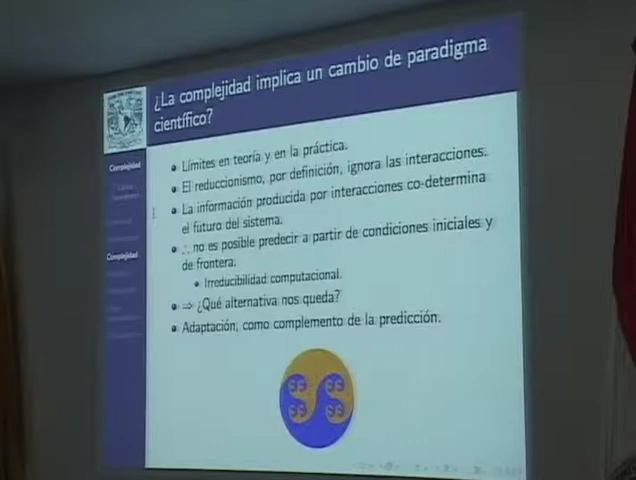 ¿La complejidad implica un cambio de paradigma
científico?
Complejidad
Complejidad
• Límites en teoría y en la práctica.
• El reduccionismo, por definición, ignora las interacciones.
• La información producida por interacciones co-determina
el futuro del sistema.
• ∴ no es posible predecir a partir de condiciones iniciales y
de frontera.
• Irreducibilidad computacional.
• ⇒ ¿Qué alternativa nos queda?
• Adaptación, como complemento de la predicción.